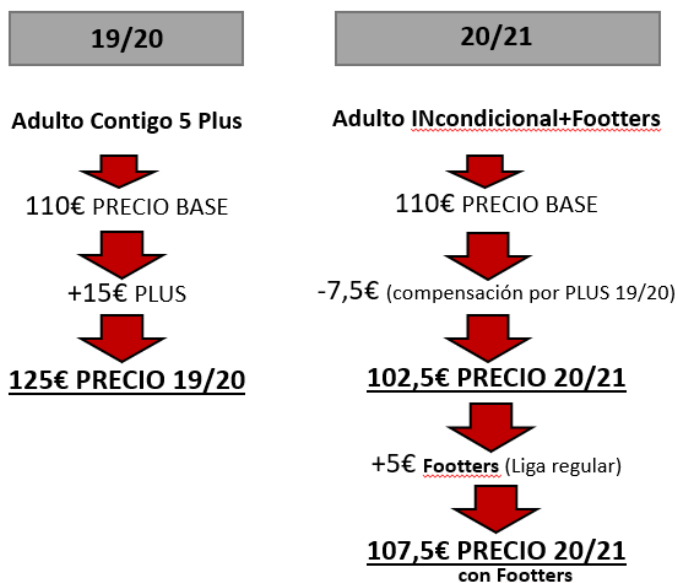 19/20
Adulto Contigo 5 Plus
110€ PRECIO BASE
+15€ PLUS
125€ PRECIO 19/20
20/21
Adulto INcondicional+Footters
110€ PRECIO BASE
-7,5€ (compensación por PLUS 19/20)
102,5€ PRECIO 20/21
+5€ Footters (Liga regular)
107,5€ PRECIO 20/21
con Footters